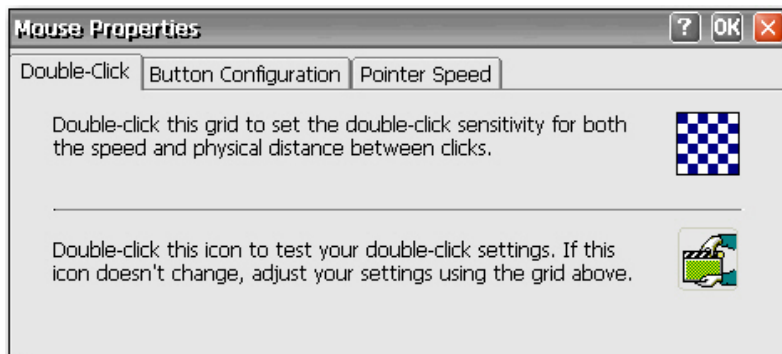 Mouse Properties ? OK ×
Double-Click Button Configuration Pointer Speed
Double-click this grid to set the double-click sensitivity for both
the speed and physical distance between clicks.
Double-click this icon to test your double-click settings. If this
icon doesn't change, adjust your settings using the grid above.